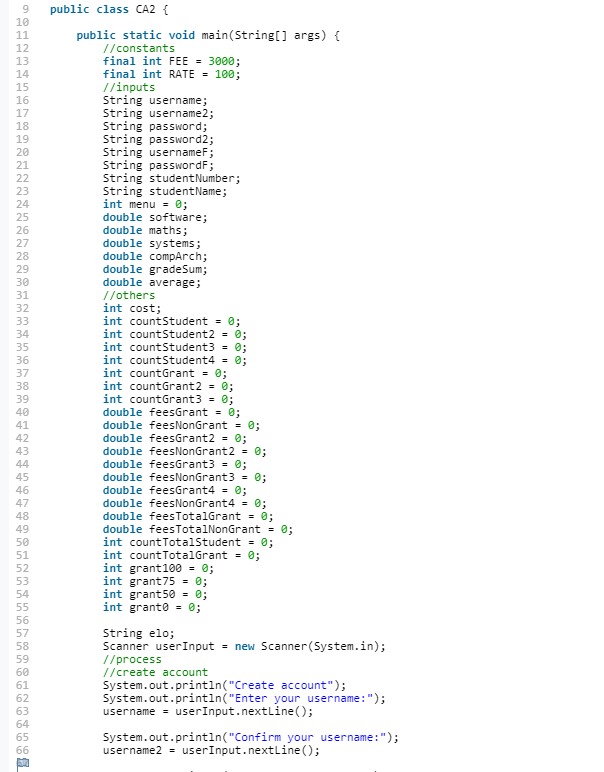 9 public class CA2 {
10
11 public static void main(String[] args) {
12 //constants
13 final int FEE = 3000;
14 final int RATE = 100;
15 //inputs
16 String username;
17 String username2;
18 String password;
19 String password2;
20 String usernameF;
21 String passwordF;
22 String studentNumber;
23 String studentName;
24 int menu = 0;
25 double software;
26 double maths;
27 double systems;
28 double compArch;
29 double gradeSum;
30 double average;
31 //others
32 int cost;
33 int countStudent = 0;
34 int countStudent2 = 0;
35 int countStudent3 = 0;
36 int countStudent4 = 0;
37 int countGrant = 0;
38 int countGrant2 = 0;
39 int countGrant3 = 0;
40 double feesGrant = 0;
41 double feesNonGrant = 0;
42 double feesGrant2 = 0;
43 double feesNonGrant2 = 0;
44 double feesGrant3 = 0;
45 double feesNonGrant3 = 0;
46 double feesGrant4 = 0;
47 double feesNonGrant4 = 0;
48 double feesTotalGrant = 0;
49 double feesTotalNonGrant = 0;
50 int countTotalStudent = 0;
51 int countTotalGrant = 0;
52 int grant100 = 0;
53 int grant75 = 0;
54 int grant50 = 0;
55 int grant0 = 0;
56
57 String elo;
58 Scanner userInput = new Scanner(System.in);
59 //process
60 //create account
61 System.out.println("Create account");
62 System.out.println("Enter your username:");
63 username = userInput.nextLine();
64
65 System.out.println("Confirm your username:");
66 username2 = userInput.nextLine();